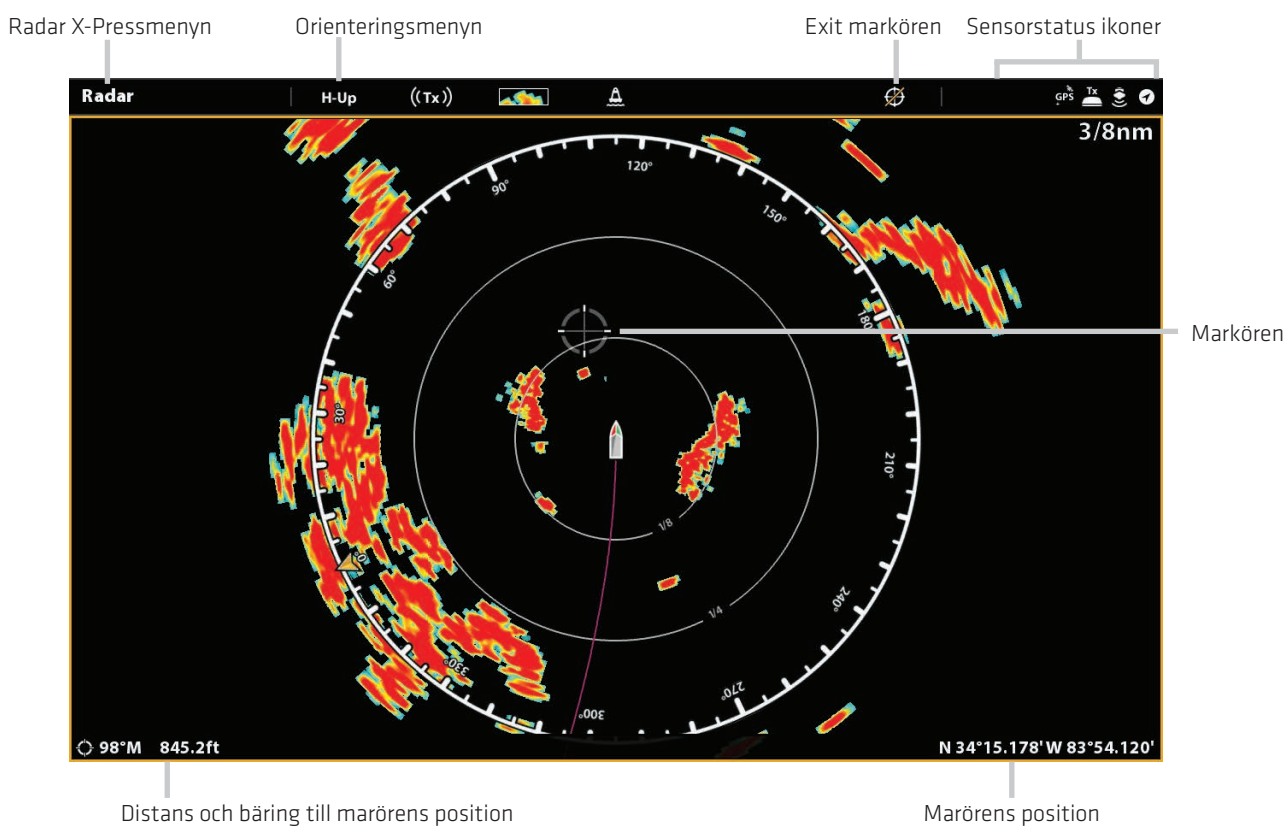 Radar X-Pressmenyn
Orienteringsmenyn
Exit markören
Sensorstatus ikoner
Radar
H-Up
((Tx))
GPS
Tx
3/8nm
120°
90°
150°
60°
180°
Markören
30°
210°
1/8
0°
240°
1/4
330°
270°
300°
98°M 845.2ft
N 34°15.178' W 83°54.120'
Distans och bäring till marörens position
Marörens position